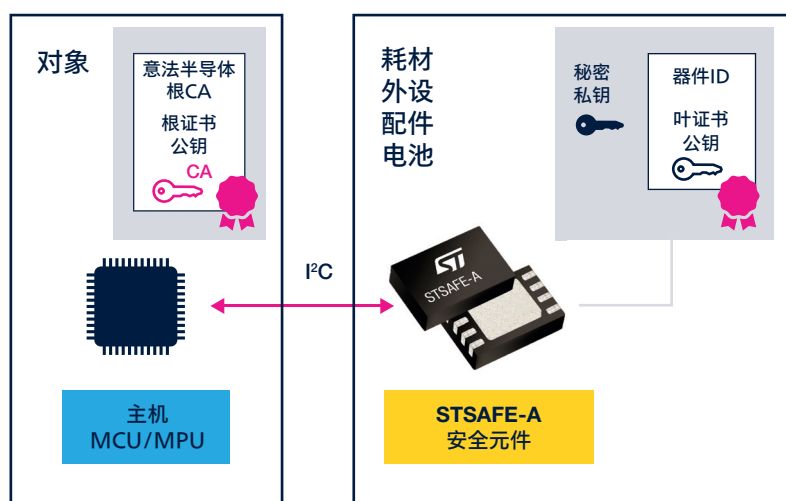 对象
意法半导体
根CA
根证书
公钥
CA
主机
MCU/MPU
I²C
耗材
外设
配件
电池
秘密
私钥
器件ID
叶证书
公钥
ST
STSAFE-A
STSAFE-A
安全元件